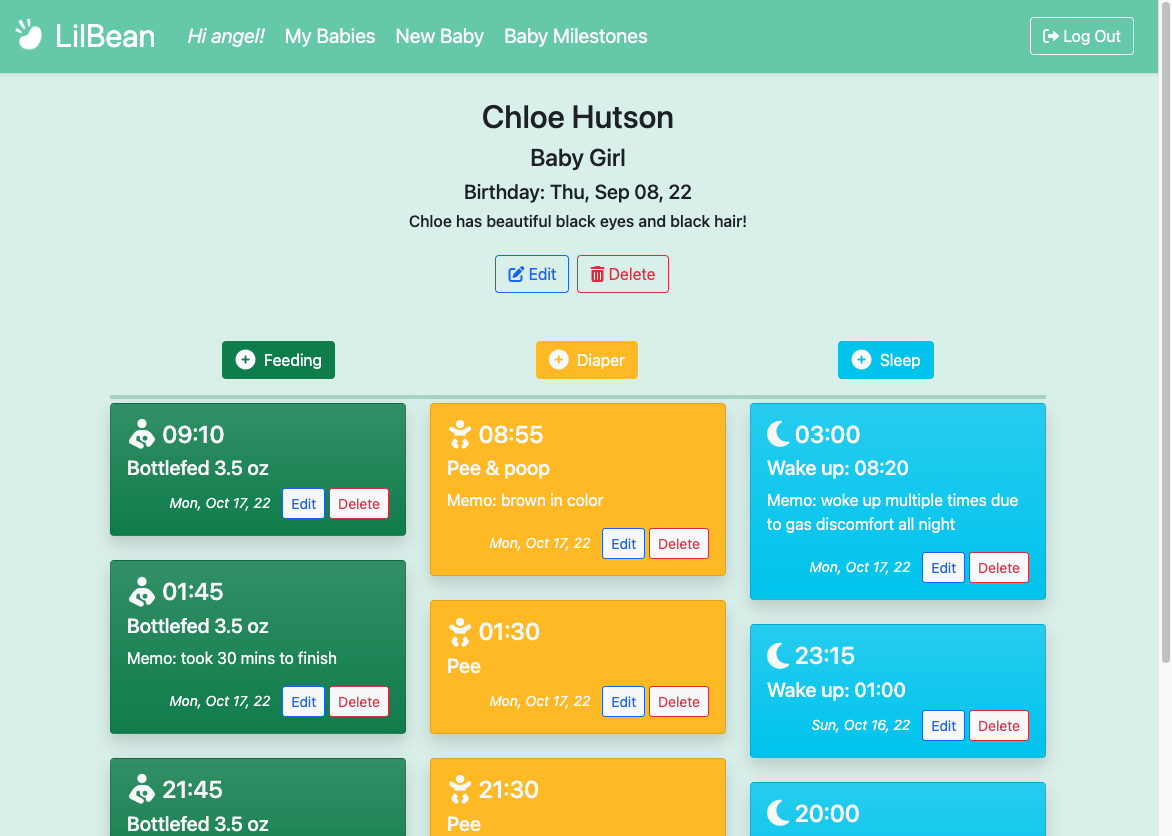 LilBean Hi angel! My Babies New Baby Baby Milestones Log Out
Chloe Hutson
Baby Girl
Birthday: Thu, Sep 08, 22
Chloe has beautiful black eyes and black hair!
Edit Delete
Feeding Diaper Sleep
09:10
Bottlefed 3.5 oz
Mon, Oct 17, 22 Edit Delete
01:45
Bottlefed 3.5 oz
Memo: took 30 mins to finish
Mon, Oct 17, 22 Edit Delete
21:45
Bottlefed 3.5 oz
08:55
Pee & poop
Memo: brown in color
Mon, Oct 17, 22 Edit Delete
01:30
Pee
Mon, Oct 17, 22 Edit Delete
21:30
Pee
03:00
Wake up: 08:20
Memo: woke up multiple times due
to gas discomfort all night
Mon, Oct 17, 22 Edit Delete
23:15
Wake up: 01:00
Sun, Oct 16, 22 Edit Delete
20:00